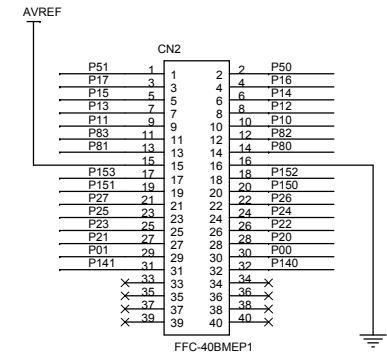 AVREF
CN2
P51 1 1 2 2 P50
P17 3 3 4 4 P16
P15 5 5 6 6 P14
P13 7 7 8 8 P12
P11 9 9 10 10 P10
P83 11 11 12 12 P82
P81 13 13 14 14 P80
15 15 16 16
P153 17 17 18 18 P152
P151 19 19 20 20 P150
P27 21 21 22 22 P26
P25 23 23 24 24 P24
P23 25 25 26 26 P22
P21 27 27 28 28 P20
P01 29 29 30 30 P00
P141 31 31 32 32 P140
33 33 34 34
35 35 36 36
37 37 38 38
39 39 40 40
FFC-40BMEP1